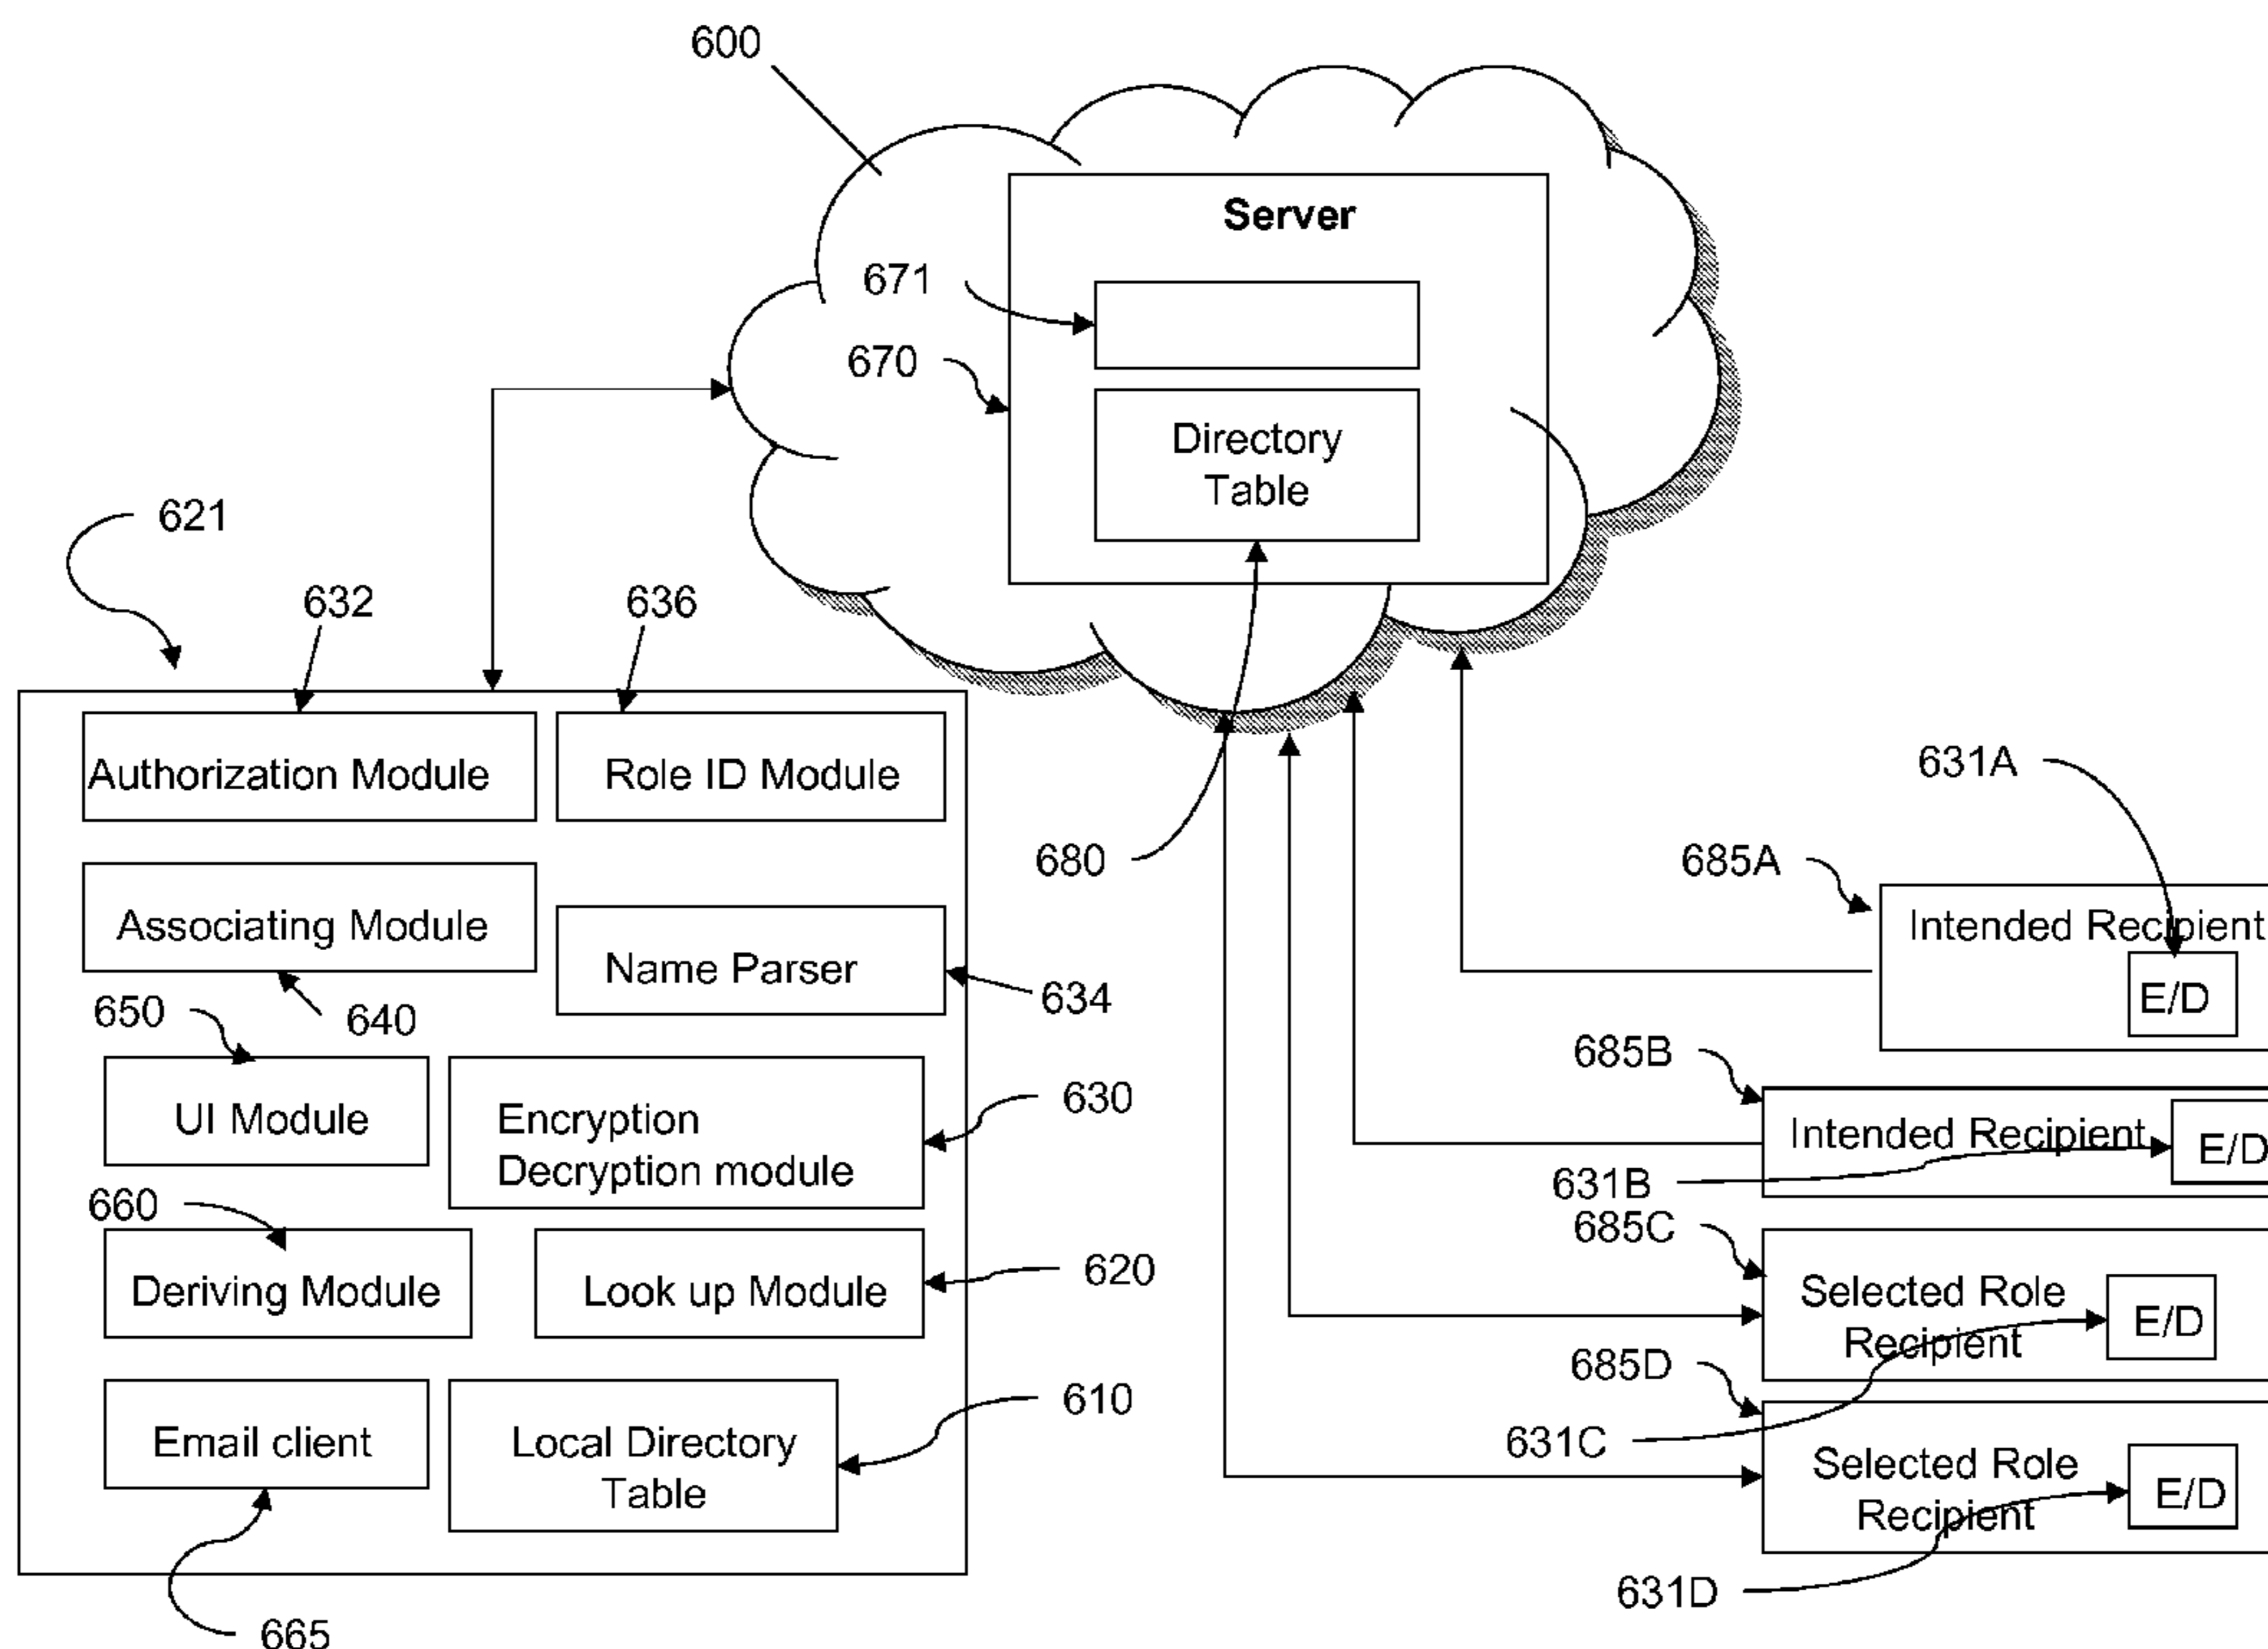 600
Server
671
670
Directory
Table
621
632
636
Authorization Module
Role ID Module
631A
680
685A
Associating Module
Intended Recipient
Name Parser
634
E/D
650
640
685B
UI Module
Encryption
Decryption module
630
Intended Recipient
E/D
631B
660
685C
Deriving Module
Look up Module
620
Selected Role
Recipient
E/D
685D
610
Email client
Local Directory
Table
631C
Selected Role
Recipient
E/D
631D
665